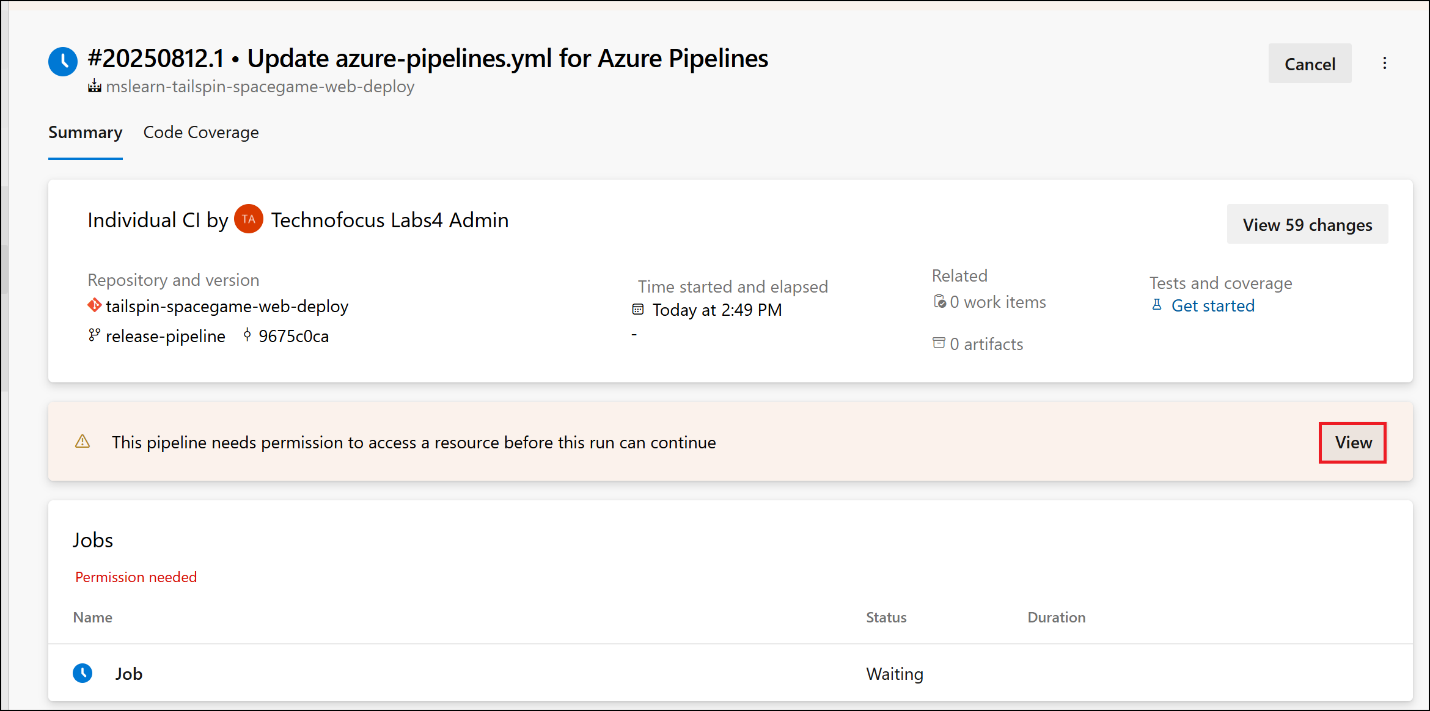 #20250812.1 • Update azure-pipelines.yml for Azure Pipelines
mslearn-tailspin-spacegame-web-deploy
Cancel
Summary
Code Coverage
Individual CI by TA Technofocus Labs4 Admin
View 59 changes
Repository and version
tailspin-spacegame-web-deploy
release-pipeline 9675c0ca
Time started and elapsed
Today at 2:49 PM
-
Related
0 work items
0 artifacts
Tests and coverage
Get started
This pipeline needs permission to access a resource before this run can continue
View
Jobs
Permission needed
Name Status Duration
Job Waiting